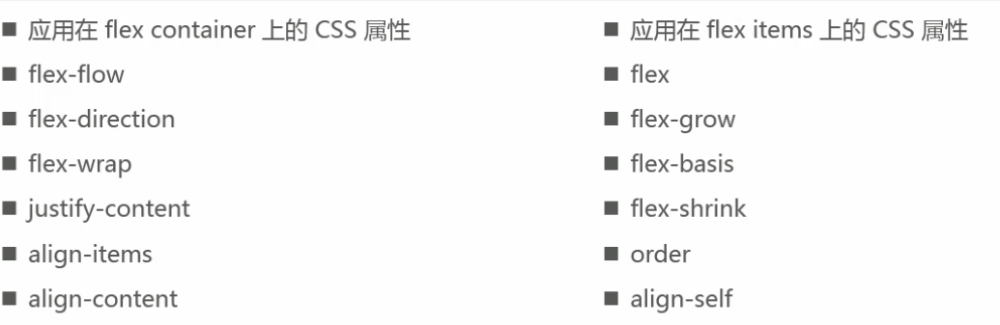 ■ 应用在 flex container 上的 CSS 属性
■ flex-flow
■ flex-direction
■ flex-wrap
■ justify-content
■ align-items
■ align-content
■ 应用在 flex items 上的 CSS 属性
■ flex
■ flex-grow
■ flex-basis
■ flex-shrink
■ order
■ align-self